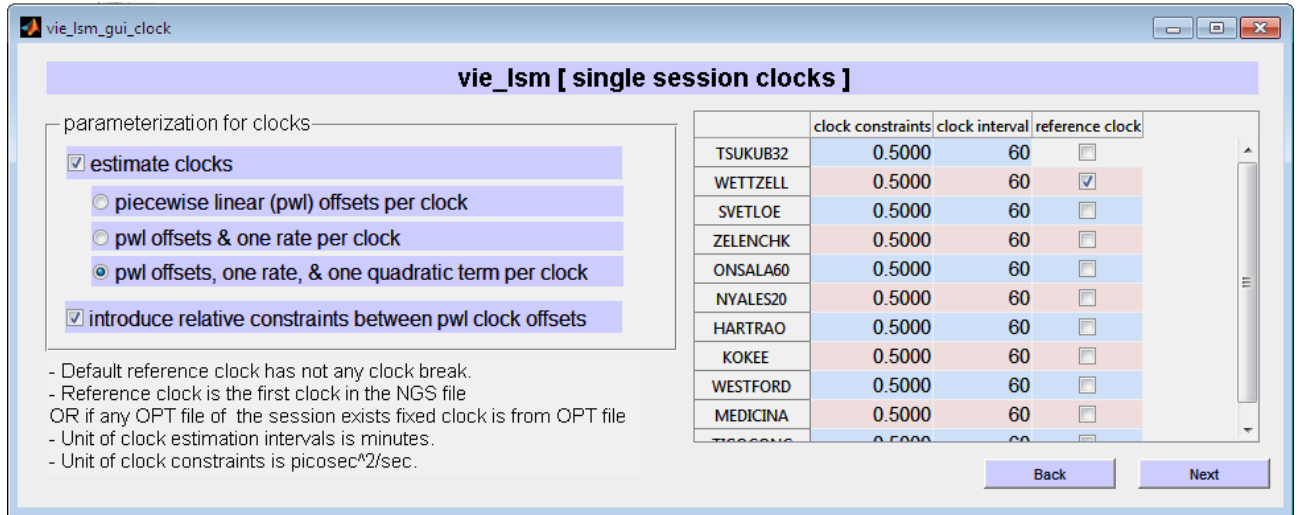 vie_lsm_gui_clock
vie_lsm [ single session clocks ]
parameterization for clocks
estimate clocks
piecewise linear (pwl) offsets per clock
pwl offsets & one rate per clock
pwl offsets, one rate, & one quadratic term per clock
introduce relative constraints between pwl clock offsets
- Default reference clock has not any clock break.
- Reference clock is the first clock in the NGS file
OR if any OPT file of the session exists fixed clock is from OPT file
- Unit of clock estimation intervals is minutes.
- Unit of clock constraints is picosec^2/sec.
clock constraints clock interval reference clock
TSUKUB32 0.5000 60
WETTZELL 0.5000 60
SVETLOE 0.5000 60
ZELENCHK 0.5000 60
ONSALA60 0.5000 60
NYALES20 0.5000 60
HARTRAO 0.5000 60
KOKEE 0.5000 60
WESTFORD 0.5000 60
MEDICINA 0.5000 60
0.5000 60
Back Next